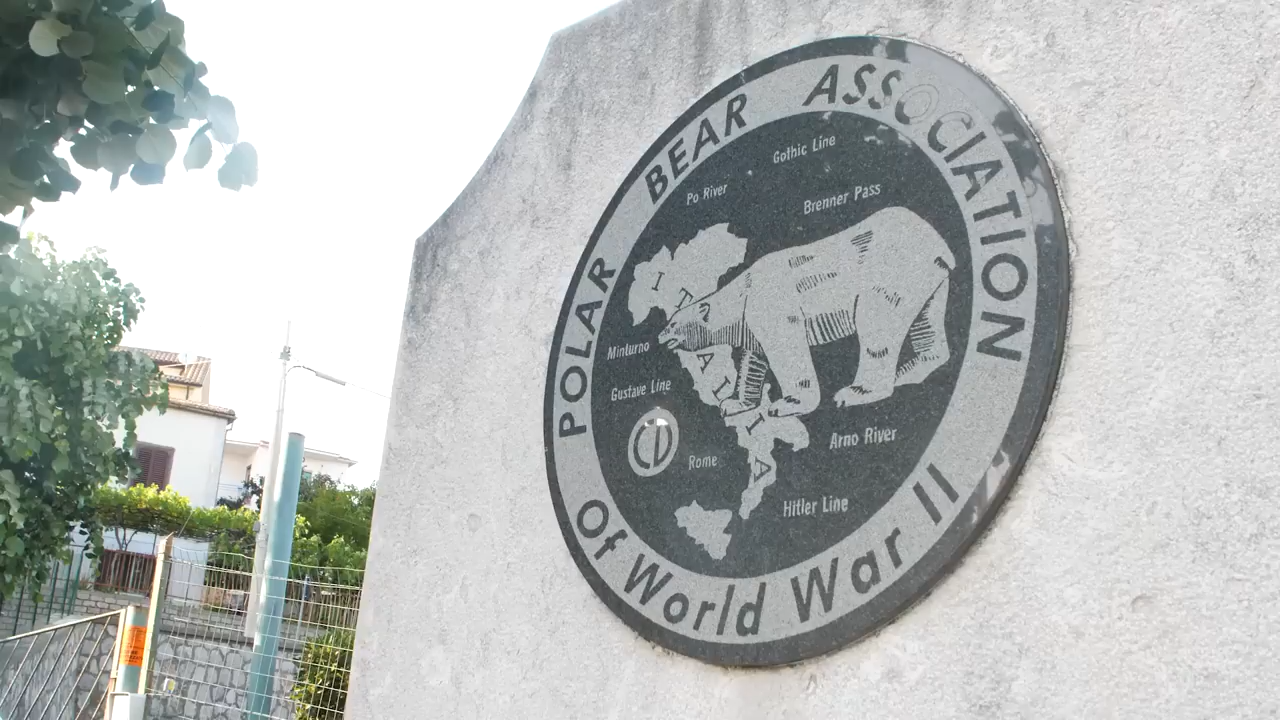 POLAR BEAR ASSOCIATION
Of World War II
Gothic Line
Po River
Brenner Pass
ITALIA
Minturno
Gustave Line
Rome
Arno River
Hitler Line